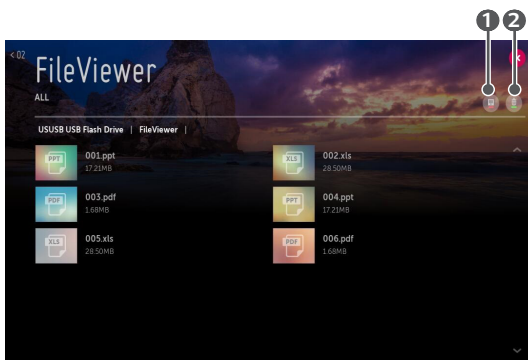 1 2
< 02
FileViewer
ALL
USUSB USB Flash Drive | FileViewer |
PPT 001.ppt
17.21MB
XLS 002.xls
28.50MB
PDF 003.pdf
1.68MB
PPT 004.ppt
17.21MB
XLS 005.xls
28.50MB
PDF 006.pdf
1.68MB